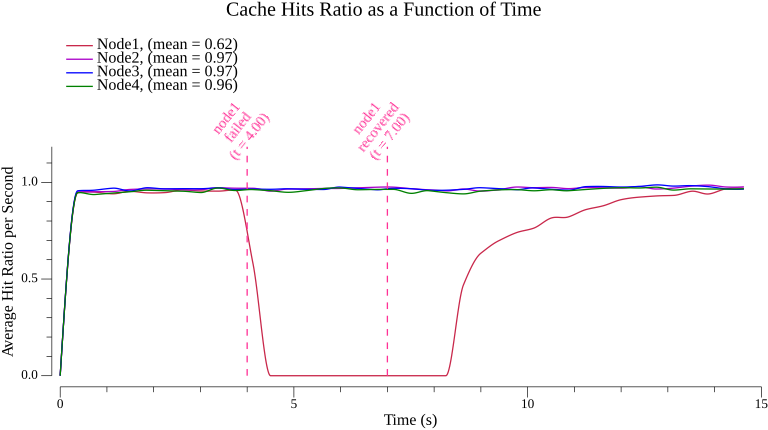 Cache Hits Ratio as a Function of Time
Node1, (mean = 0.62)
Node2, (mean = 0.97)
Node3, (mean = 0.97)
Node4, (mean = 0.96)
node1
failed
(t = 4.00)
node1
recovered
(t = 7.00)
Average Hit Ratio per Second
1.0
0.5
0.0
0
5
10
15
Time (s)